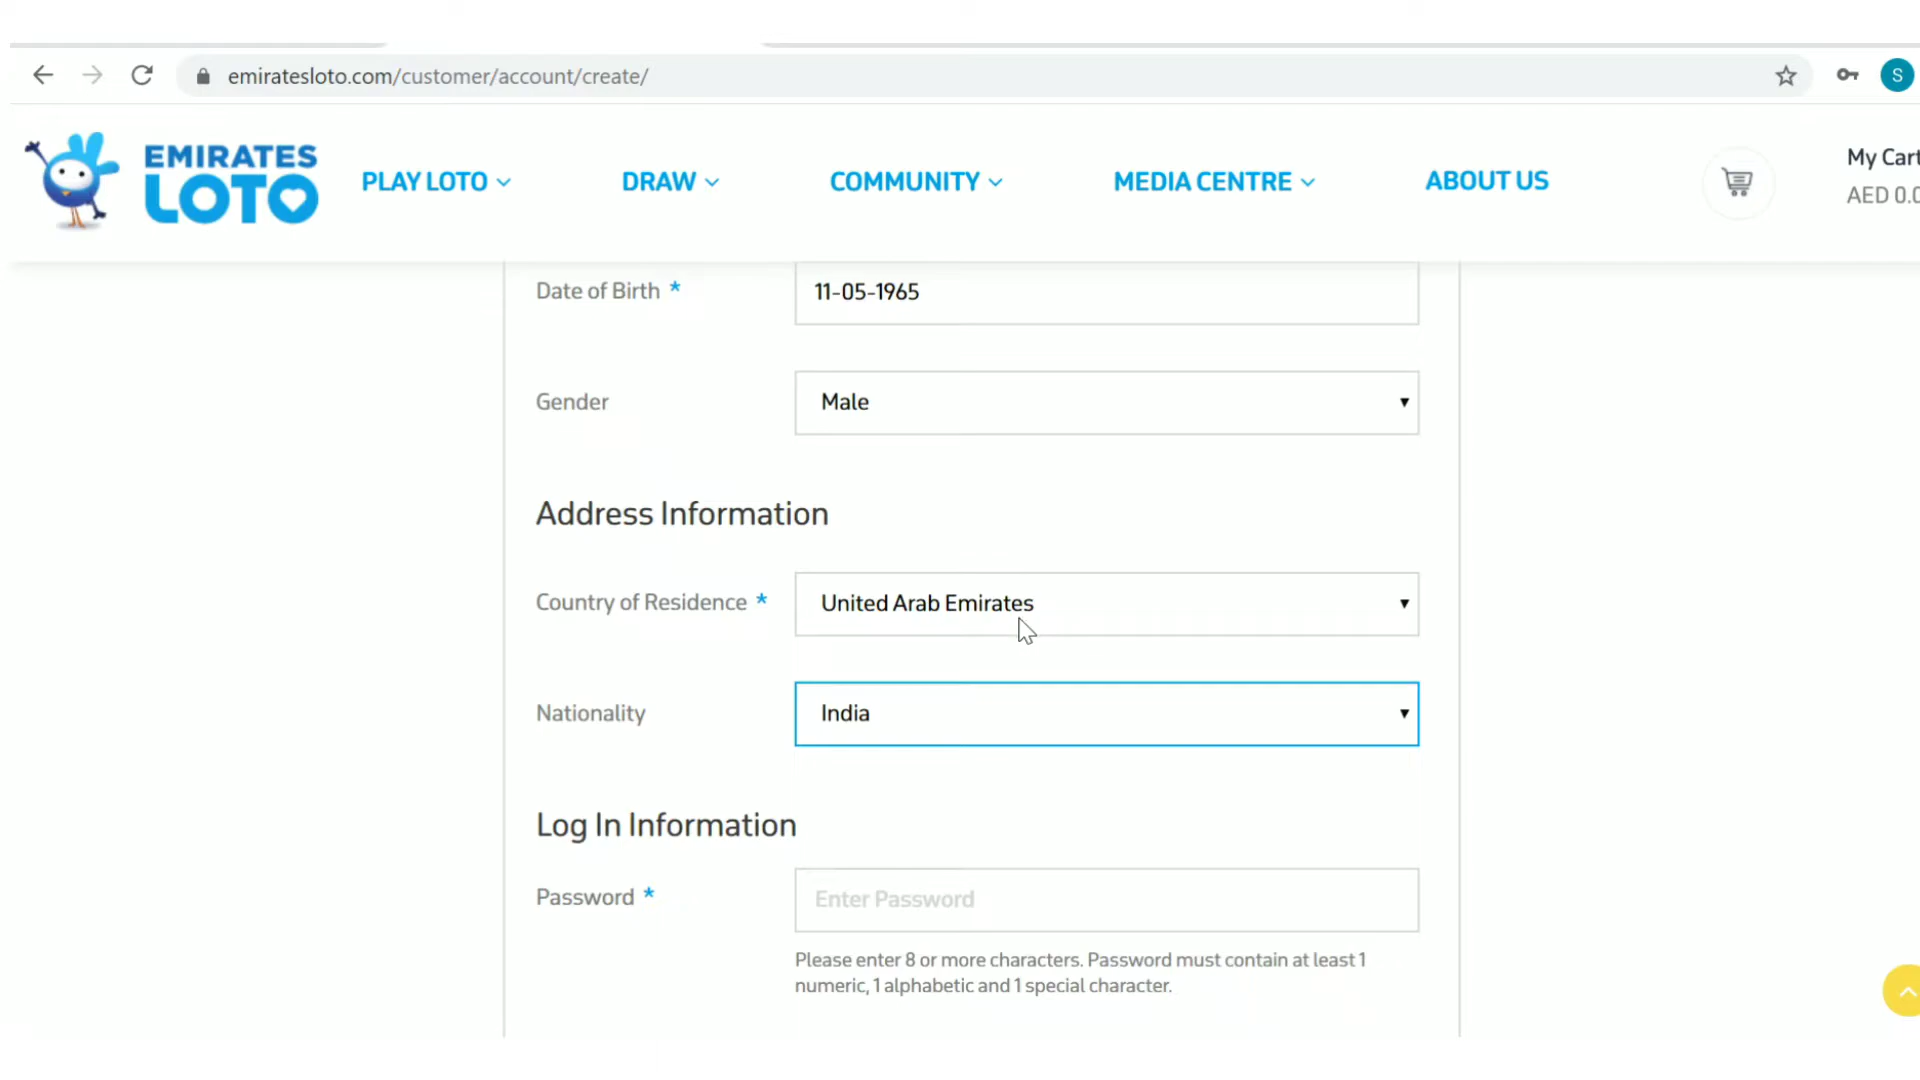 emiratesloto.com/customer/account/create/
S
EMIRATES
LOTO
PLAY LOTO
DRAW
COMMUNITY
MEDIA CENTRE
ABOUT US
My Cart
AED 0.0
Date of Birth *
11-05-1965
Gender
Male
Address Information
Country of Residence *
United Arab Emirates
Nationality
India
Log In Information
Password *
Enter Password
Please enter 8 or more characters. Password must contain at least 1
numeric, 1 alphabetic and 1 special character.